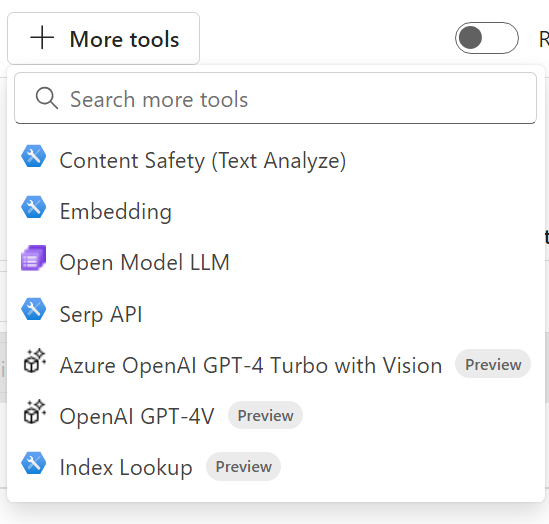 More tools
R
Search more tools
Content Safety (Text Analyze)
Embedding
Open Model LLM
Serp API
Azure OpenAI GPT-4 Turbo with Vision Preview
OpenAI GPT-4V Preview
Index Lookup Preview